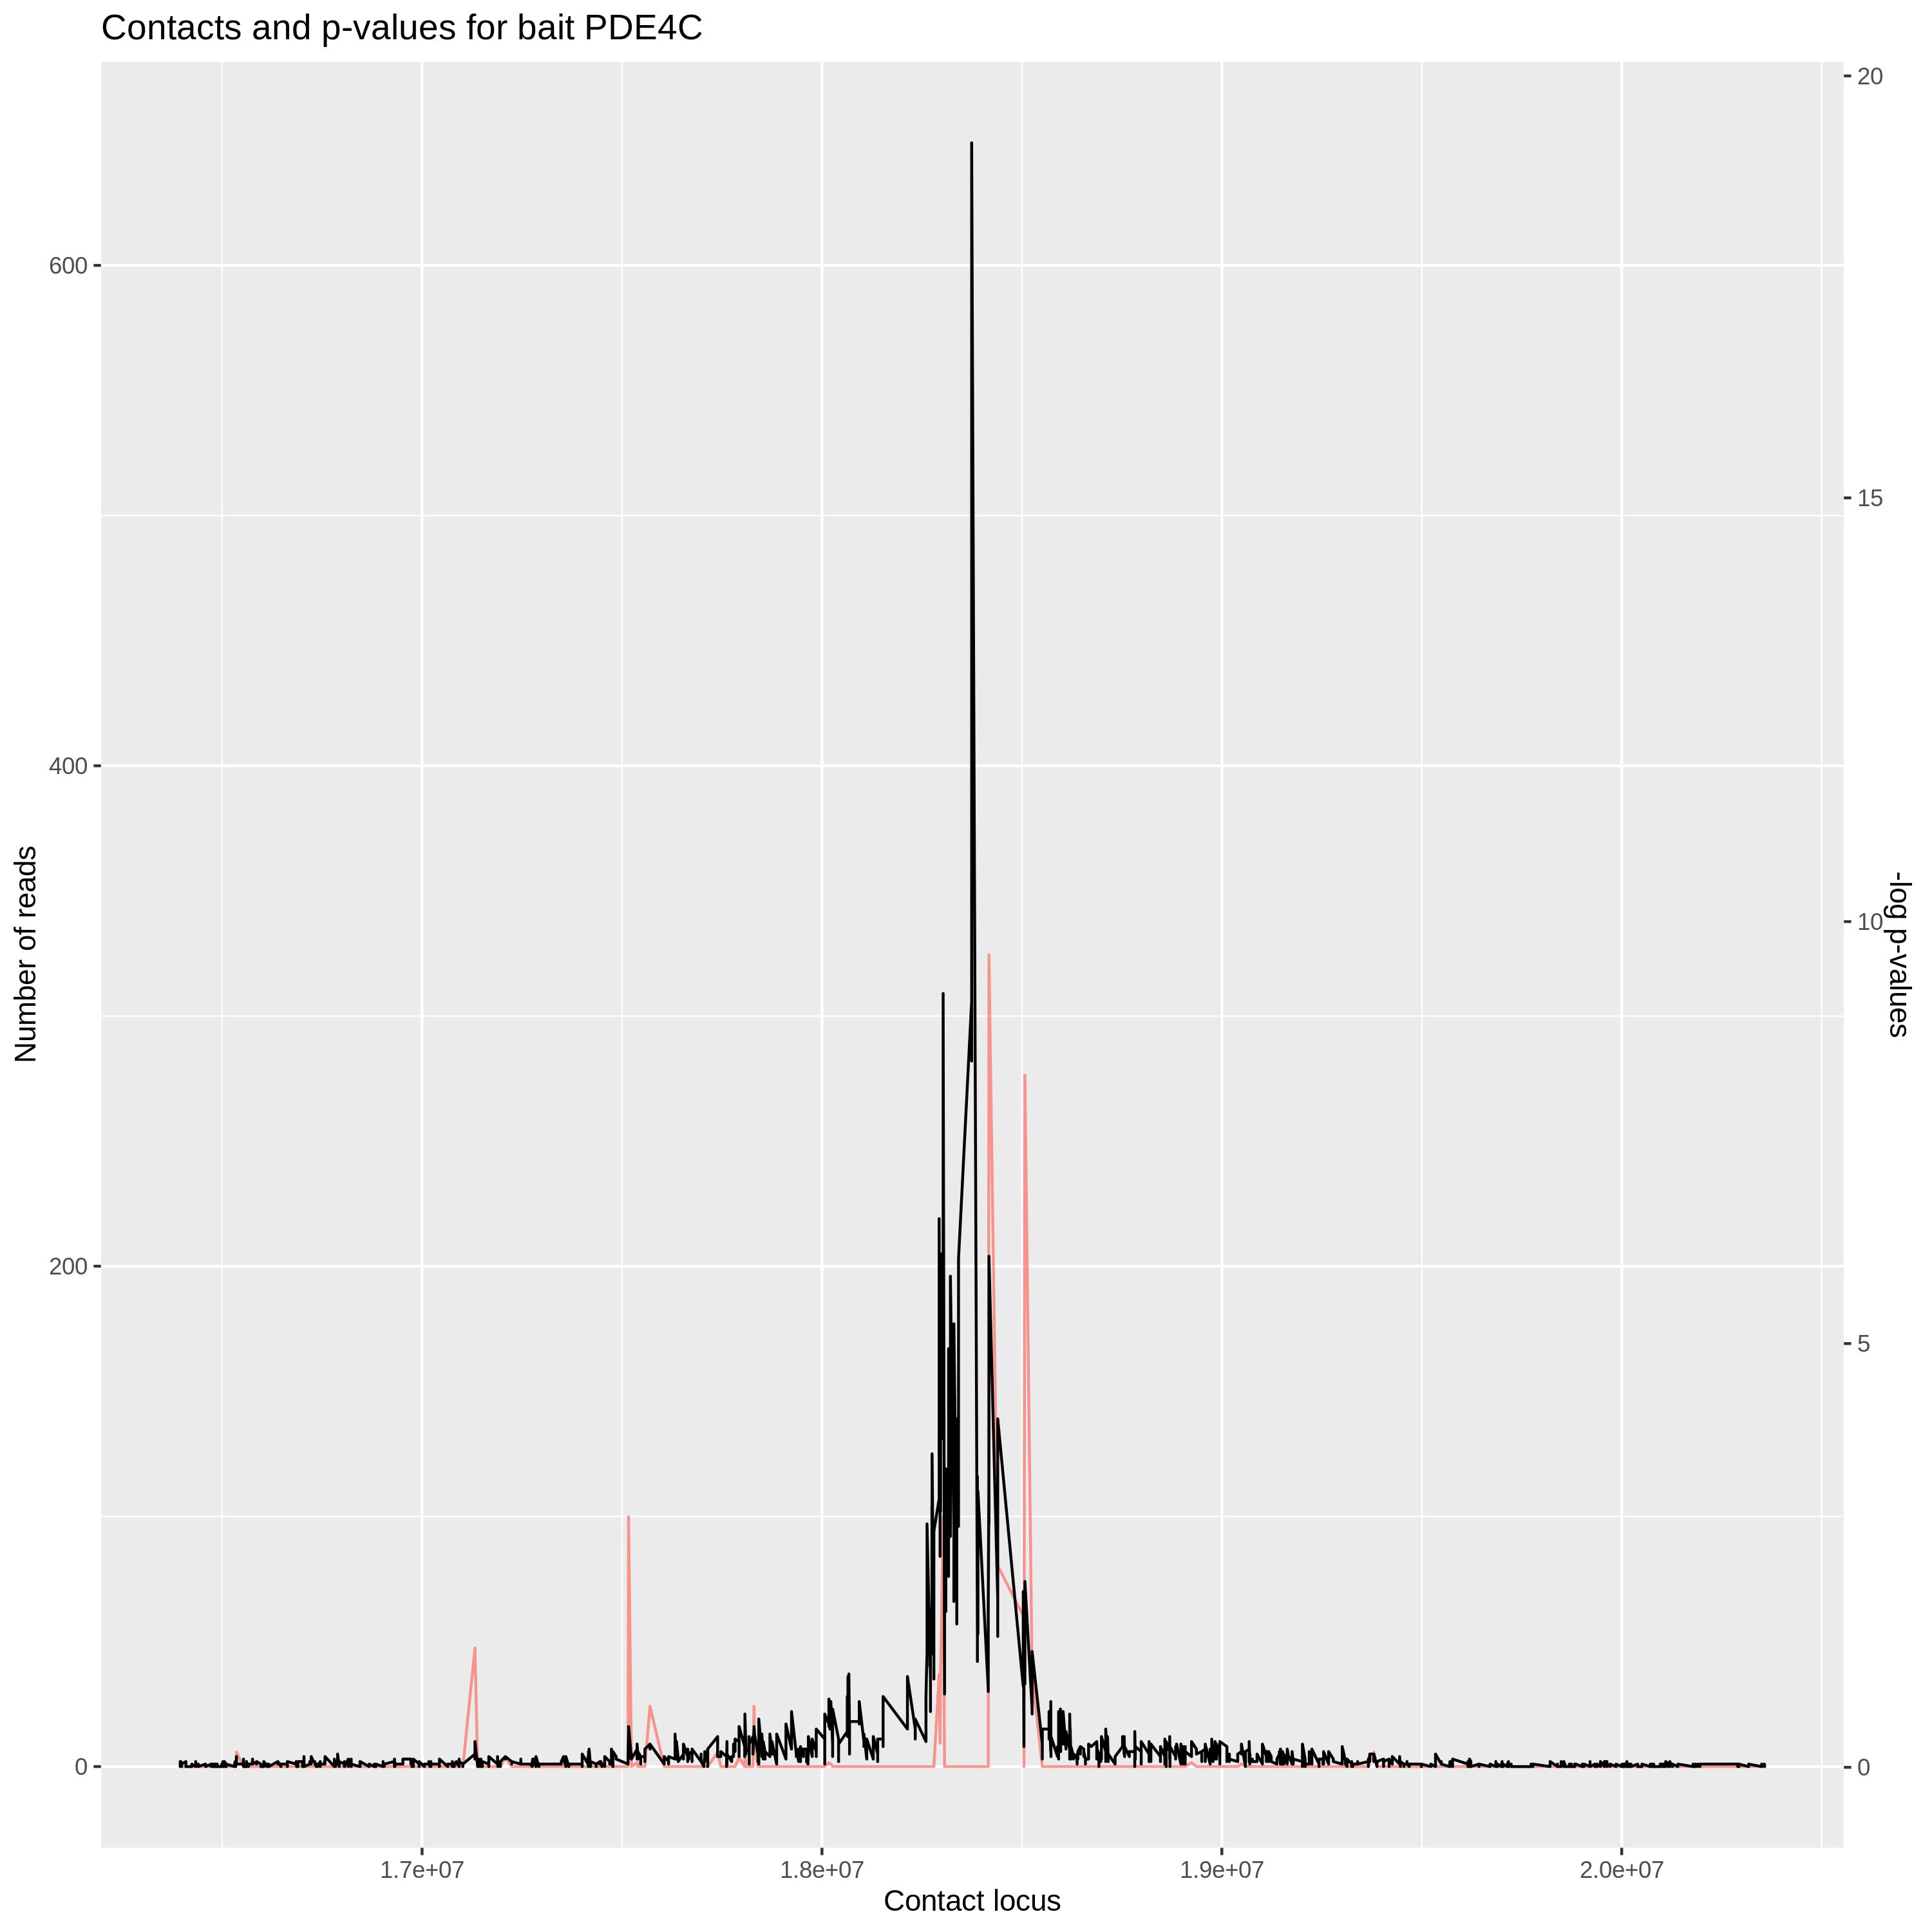 Contacts and p-values for bait PDE4C
Number of reads
600
400
200
0
20
15
10
5
0
-log p-values
1.7e+07
1.8e+07
1.9e+07
2.0e+07
Contact locus